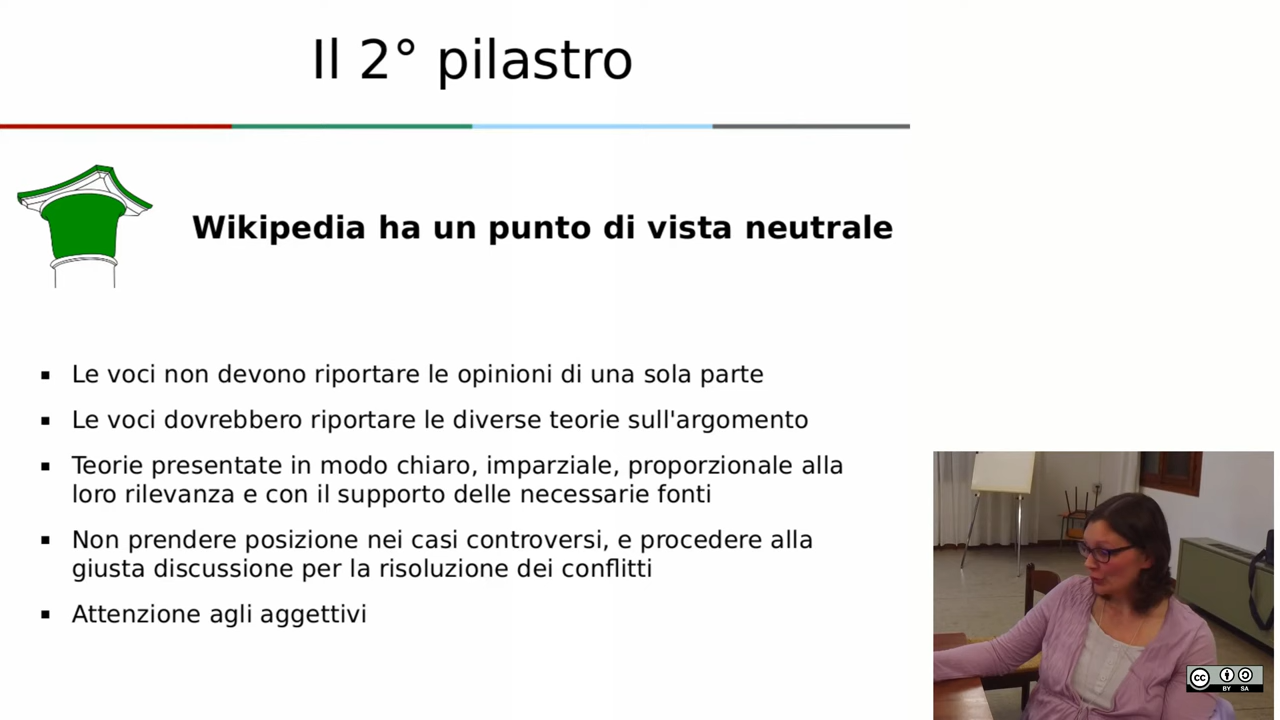 Il 2° pilastro
Wikipedia ha un punto di vista neutrale
Le voci non devono riportare le opinioni di una sola parte
Le voci dovrebbero riportare le diverse teorie sull'argomento
Teorie presentate in modo chiaro, imparziale, proporzionale alla
loro rilevanza e con il supporto delle necessarie fonti
Non prendere posizione nei casi controversi, e procedere alla
giusta discussione per la risoluzione dei conflitti
Attenzione agli aggettivi
cc
BY SA